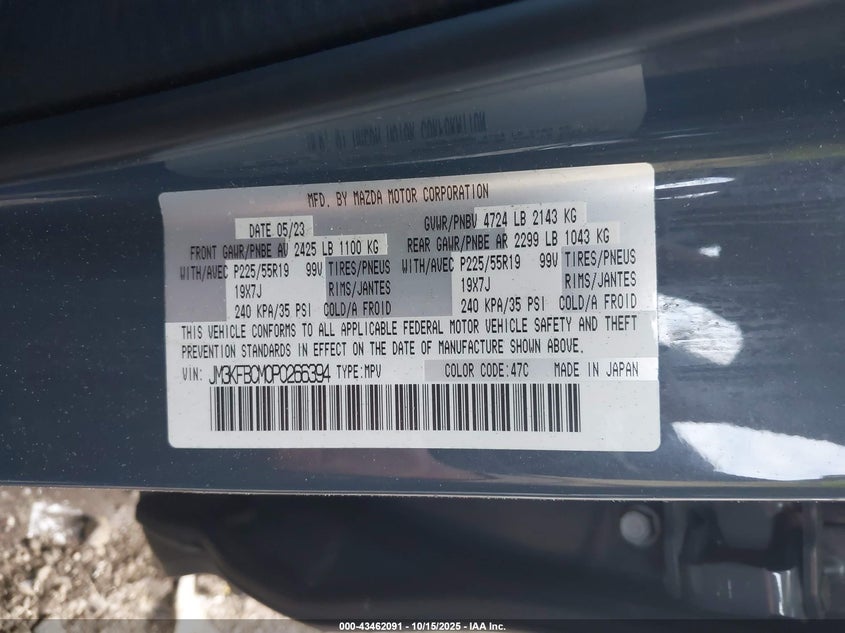 MFD. BY MAZDA MOTOR CORPORATION
DATE 05/23 GVWR/PNBV 4724 LB 2143 KG
FRONT GAWR/PNBE AV 2425 LB 1100 KG REAR GAWR/PNBE AR 2299 LB 1043 KG
WITH/AVEC P225/55R19 99V TIRES/PNEUS WITH/AVEC P225/55R19 99V TIRES/PNEUS
19X7J RIMS/JANTES 19X7J RIMS/JANTES
240 KPA/35 PSI COLD/A FROID 240 KPA/35 PSI COLD/A FROID
THIS VEHICLE CONFORMS TO ALL APPLICABLE FEDERAL MOTOR VEHICLE SAFETY AND THEFT
PREVENTION STANDARDS IN EFFECT ON THE DATE OF MANUFACTURE SHOWN ABOVE.
VIN: JM3KFBCM0P0266394 TYPE:MPV COLOR CODE:47C MADE IN JAPAN
000-43462091 - 10/15/2025 - IAA Inc.